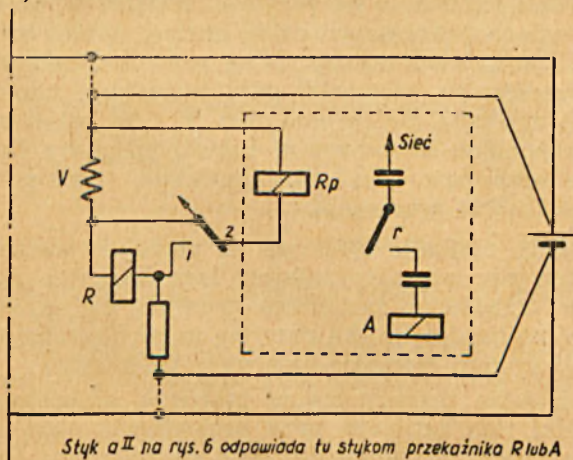 Sieć
V
Rp
2
r
1
R
A
Styk a II na rys. 6 odpowiada tu stykom przekaźnika R lub A